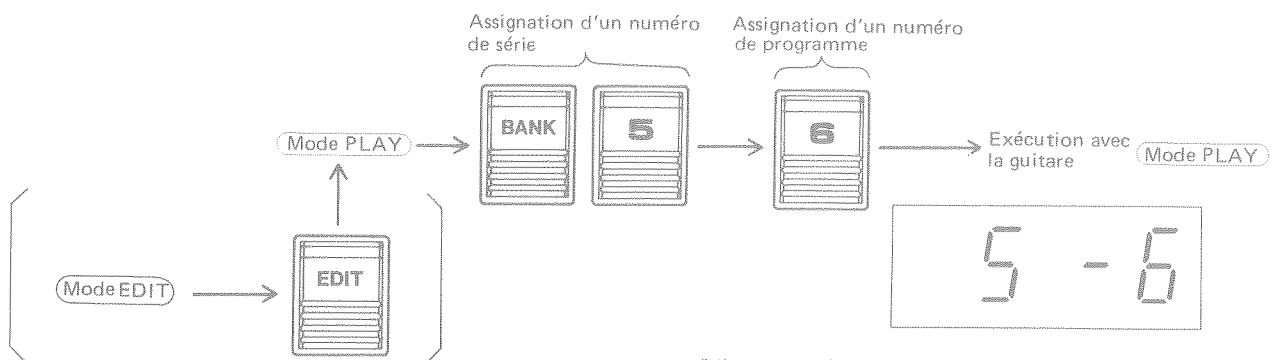 Assignation d'un numéro
de série
Assignation d'un numéro
de programme
Mode PLAY
BANK
5
6
Exécution avec
la guitare
Mode PLAY
Mode EDIT
EDIT
5 - 6